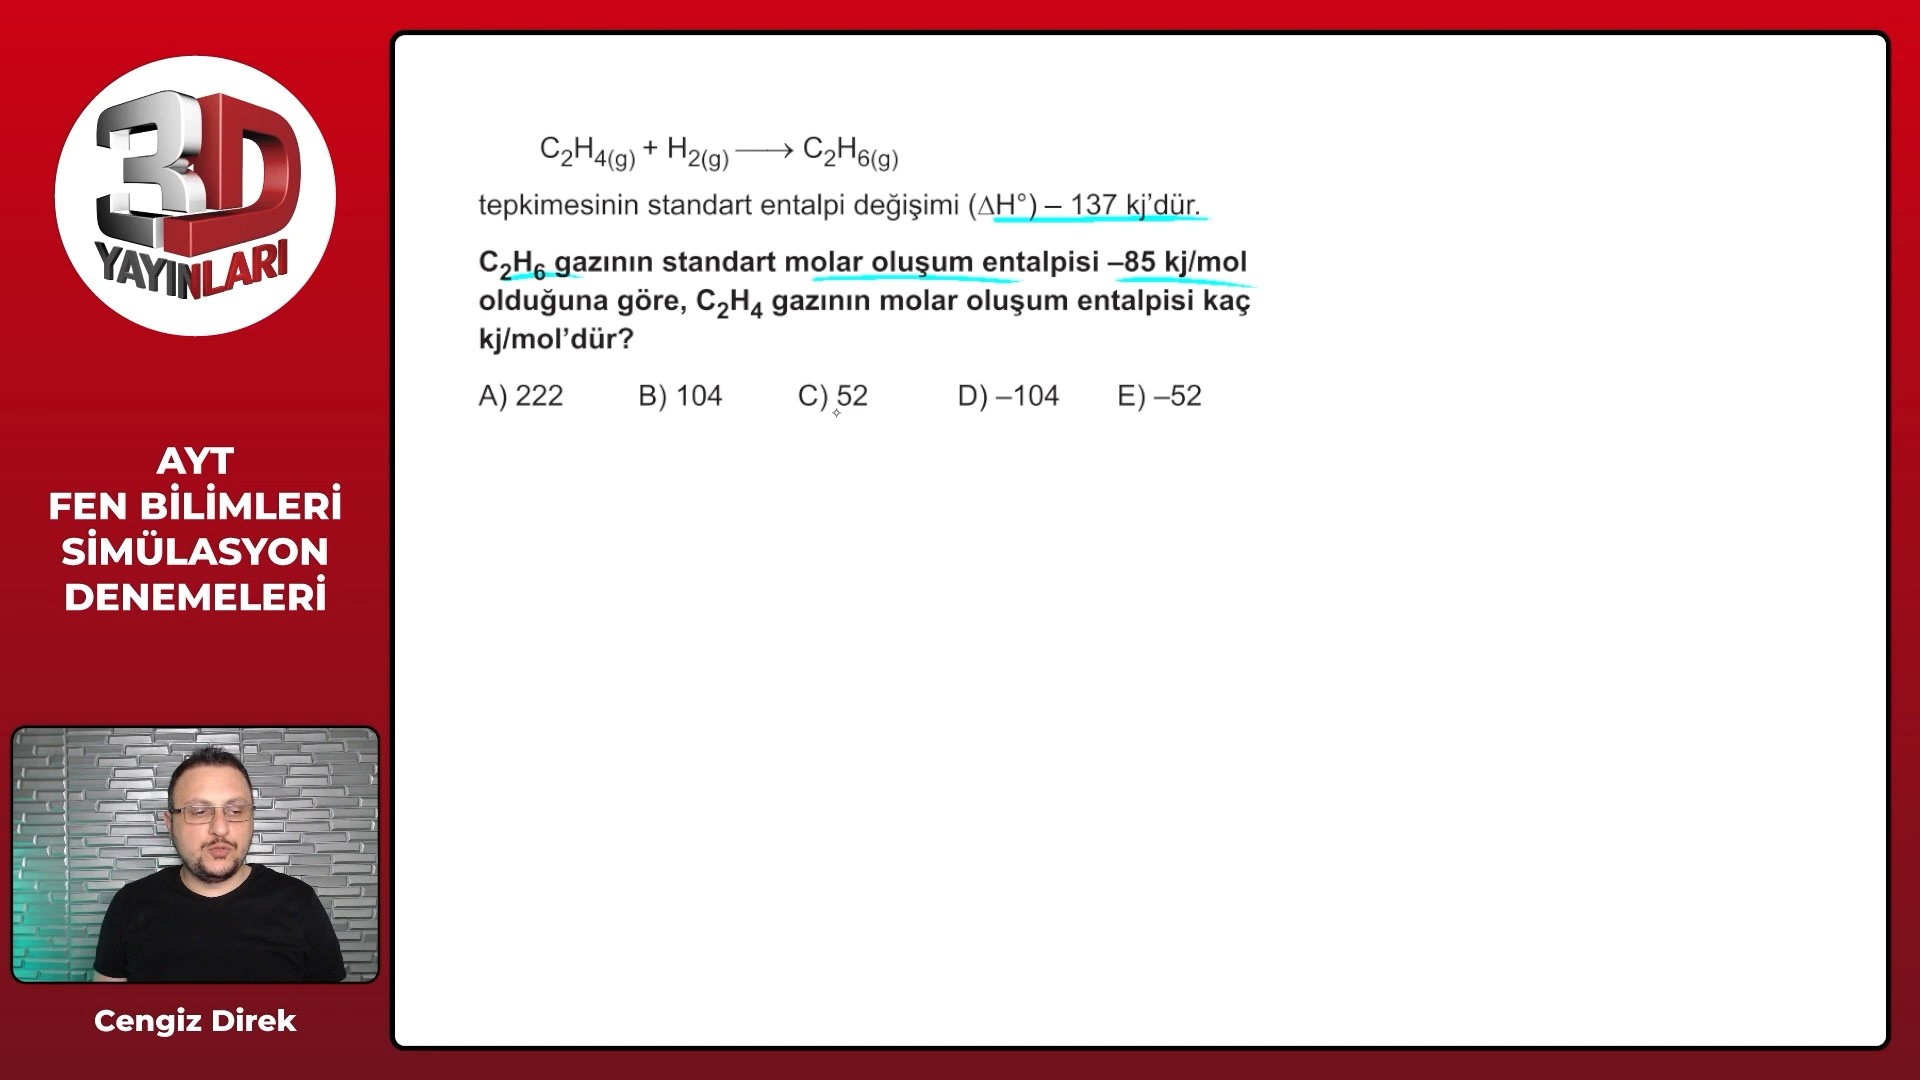 3D
YAYINLARI
AYT
FEN BİLİMLERİ
SİMÜLASYON
DENEMELERİ
Cengiz Direk
C₂H₄(g) + H₂(g) ⟶ C₂H₆(g)
tepkimesinin standart entalpi değişimi (ΔH°) – 137 kj’dür.
C₂H₆ gazının standart molar oluşum entalpisi –85 kj/mol
olduğuna göre, C₂H₄ gazının molar oluşum entalpisi kaç
kj/mol’dür?
A) 222 B) 104 C) 52 D) –104 E) –52